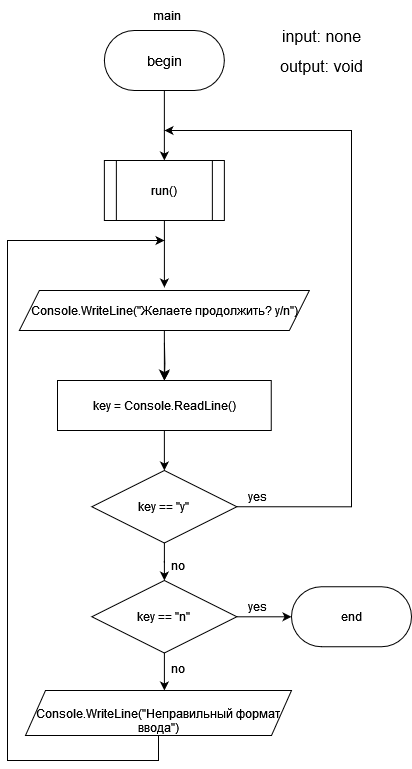 main
input: none
begin
output: void
run()
Console.WriteLine("Желаете продолжить? y/n")
key = Console.ReadLine()
key == "y"
yes
no
key == "n"
yes
end
no
Console.WriteLine("Неправильный формат
ввода")